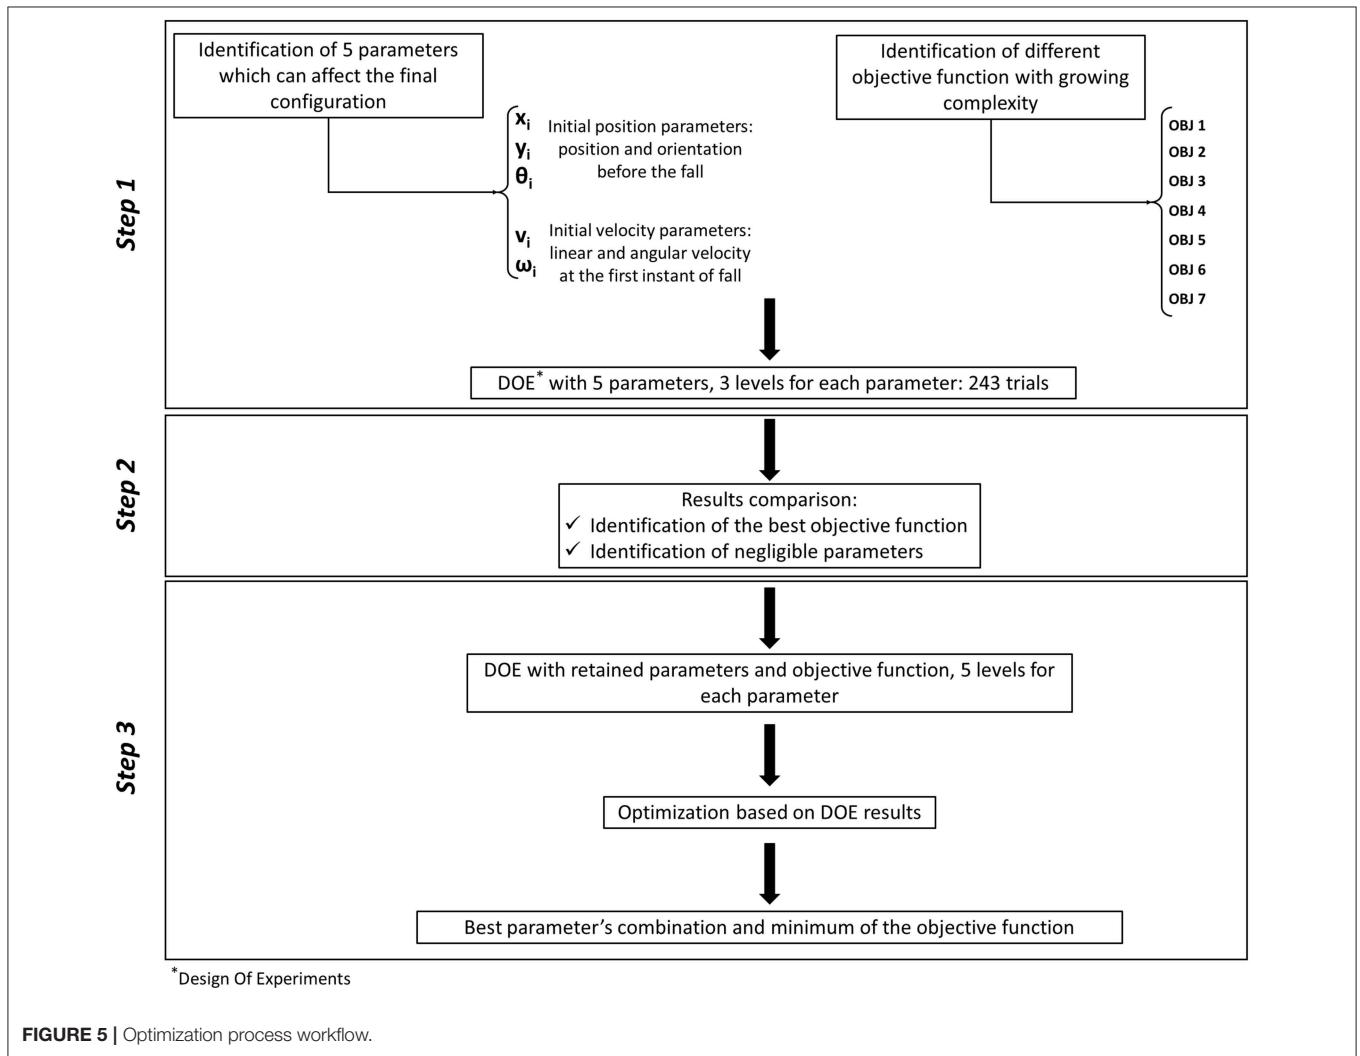 Step 1
Identification of 5 parameters
which can affect the final
configuration
xi
yi
θi
Initial position parameters:
position and orientation
before the fall
vi
ωi
Initial velocity parameters:
linear and angular velocity
at the first instant of fall
Identification of different
objective function with growing
complexity
OBJ 1
OBJ 2
OBJ 3
OBJ 4
OBJ 5
OBJ 6
OBJ 7
DOE* with 5 parameters, 3 levels for each parameter: 243 trials
Step 2
Results comparison:
✓ Identification of the best objective function
✓ Identification of negligible parameters
Step 3
DOE with retained parameters and objective function, 5 levels for
each parameter
Optimization based on DOE results
Best parameter’s combination and minimum of the objective function
*Design Of Experiments
FIGURE 5 | Optimization process workflow.